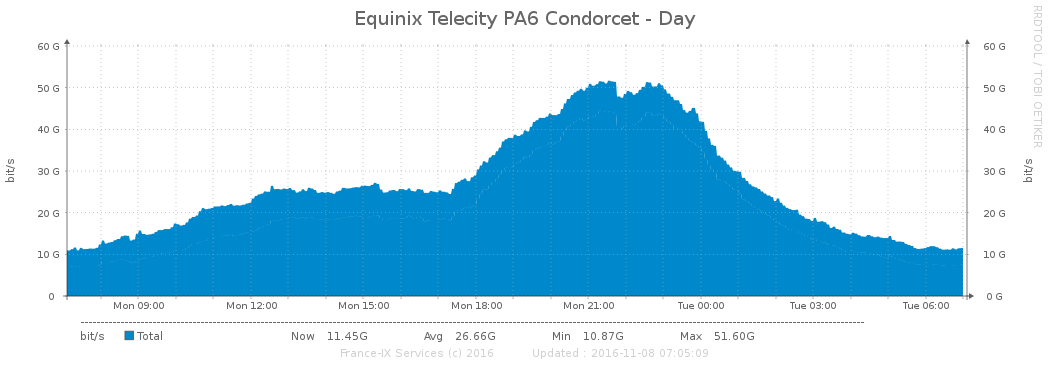 Equinix Telecity PA6 Condorcet - Day
RRDTOOL / TOBI OETIKER
60 G 60 G
50 G 50 G
40 G 40 G
30 G 30 G
20 G 20 G
10 G 10 G
0 0 G
bit/s
bit/s
Mon 09:00 Mon 12:00 Mon 15:00 Mon 18:00 Mon 21:00 Tue 00:00 Tue 03:00 Tue 06:00
bit/s Total Now 11.45G Avg 26.66G Min 10.87G Max 51.60G
France-IX Services (c) 2016 Updated : 2016-11-08 07:05:09